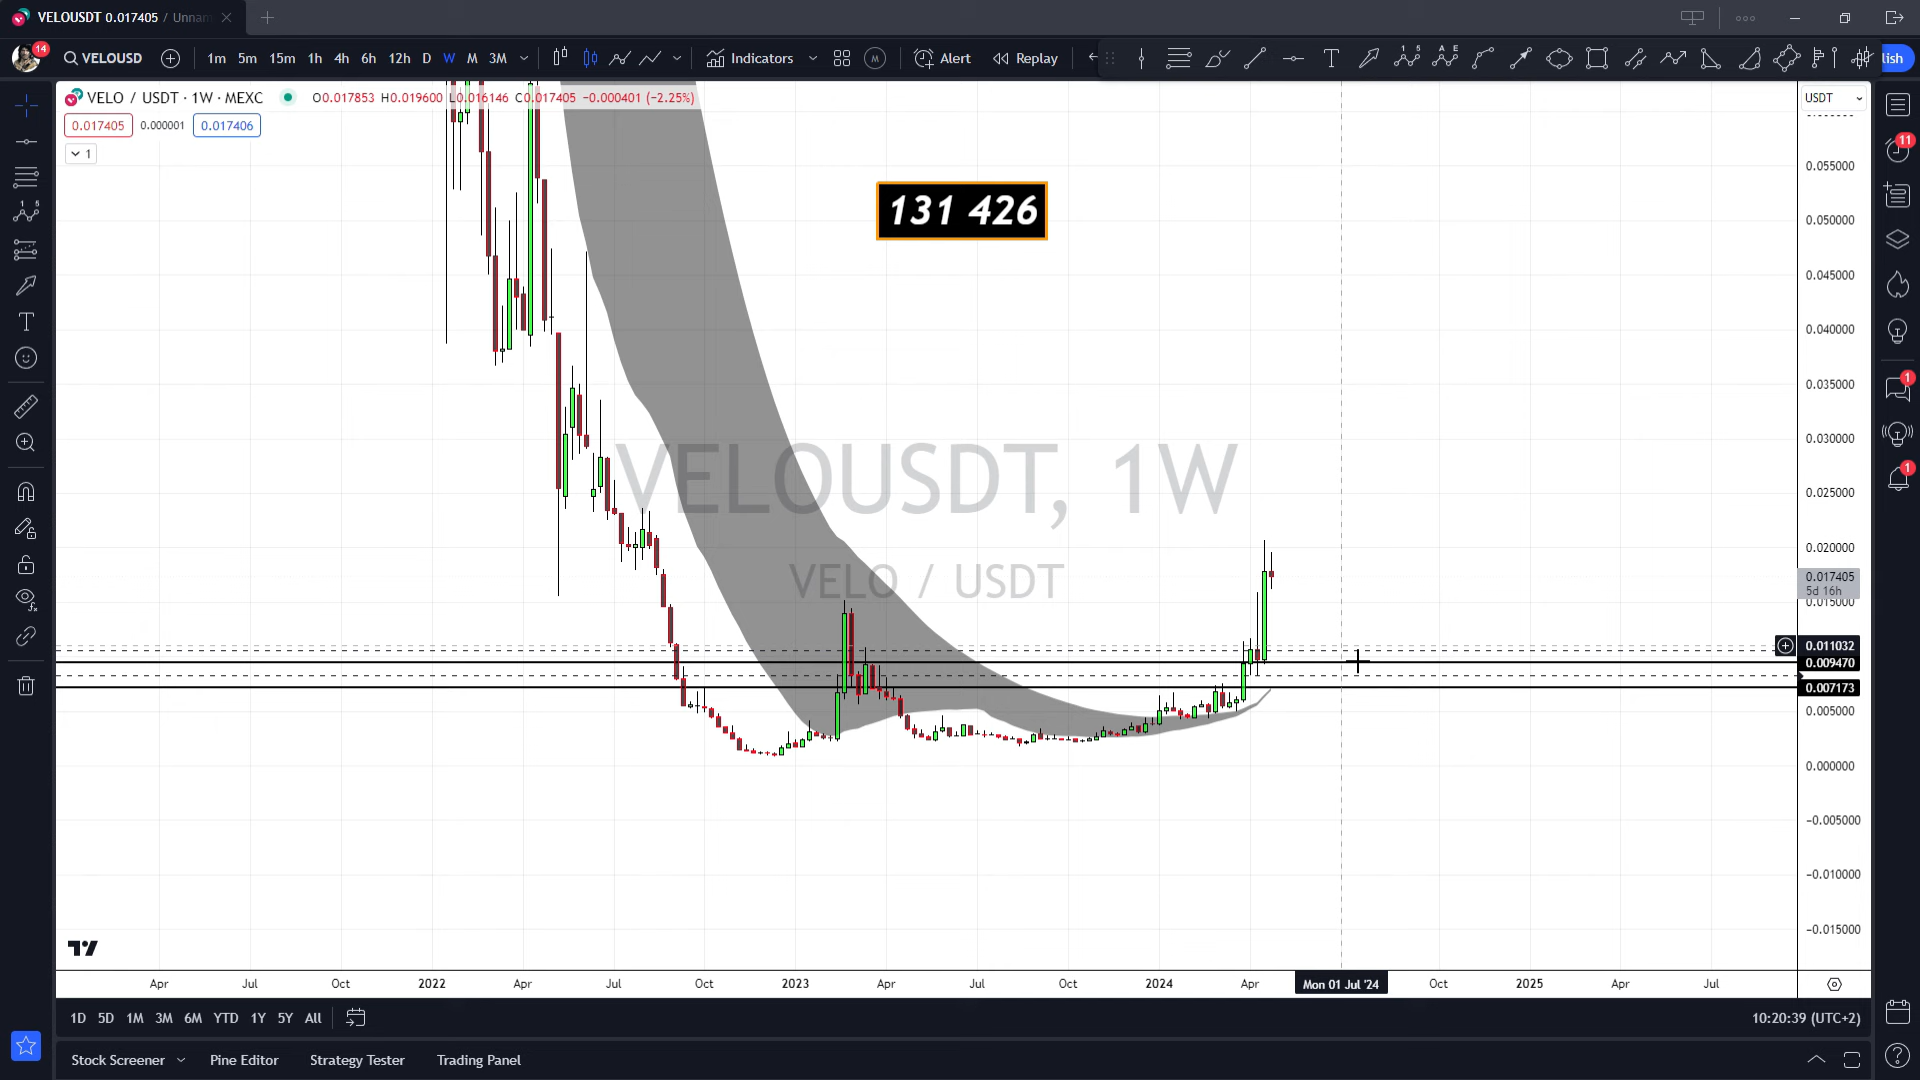 VELOUSDT 0.017405 / Unnam
14
VELOUSD
1m 5m 15m 1h 4h 6h 12h D W M 3M
Indicators
M
Alert
Replay
lish
VELO / USDT · 1W · MEXC
O0.017853 H0.019600 L0.016146 C0.017405 −0.000401 (−2.25%)
USDT
0.017405 0.000001 0.017406
1
131 426
0.055000
0.050000
0.045000
0.040000
0.035000
0.030000
0.025000
0.020000
0.017405
5d 16h
0.015000
0.011032
0.009470
0.007173
0.005000
0.000000
−0.005000
−0.010000
−0.015000
VELOUSDT, 1W
VELO / USDT
11
1
1
Apr Jul Oct 2022 Apr Jul Oct 2023 Apr Jul Oct 2024 Apr Mon 01 Jul '24 Oct 2025 Apr Jul
1D 5D 1M 3M 6M YTD 1Y 5Y All
10:20:39 (UTC+2)
Stock Screener Pine Editor Strategy Tester Trading Panel